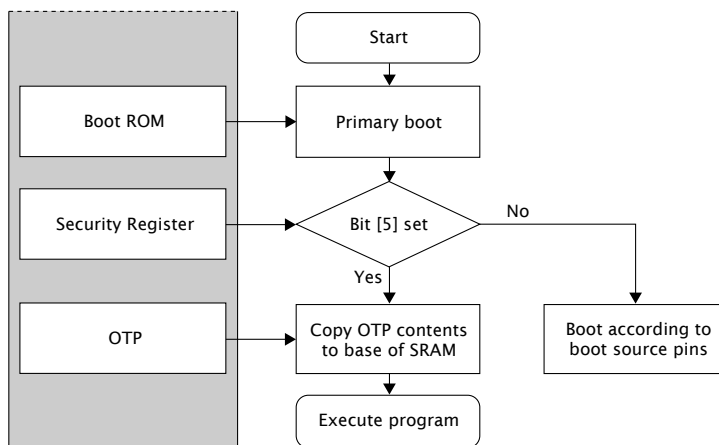 Start
Boot ROM
Primary boot
Security Register
Bit [5] set
No
Yes
OTP
Copy OTP contents
to base of SRAM
Boot according to
boot source pins
Execute program